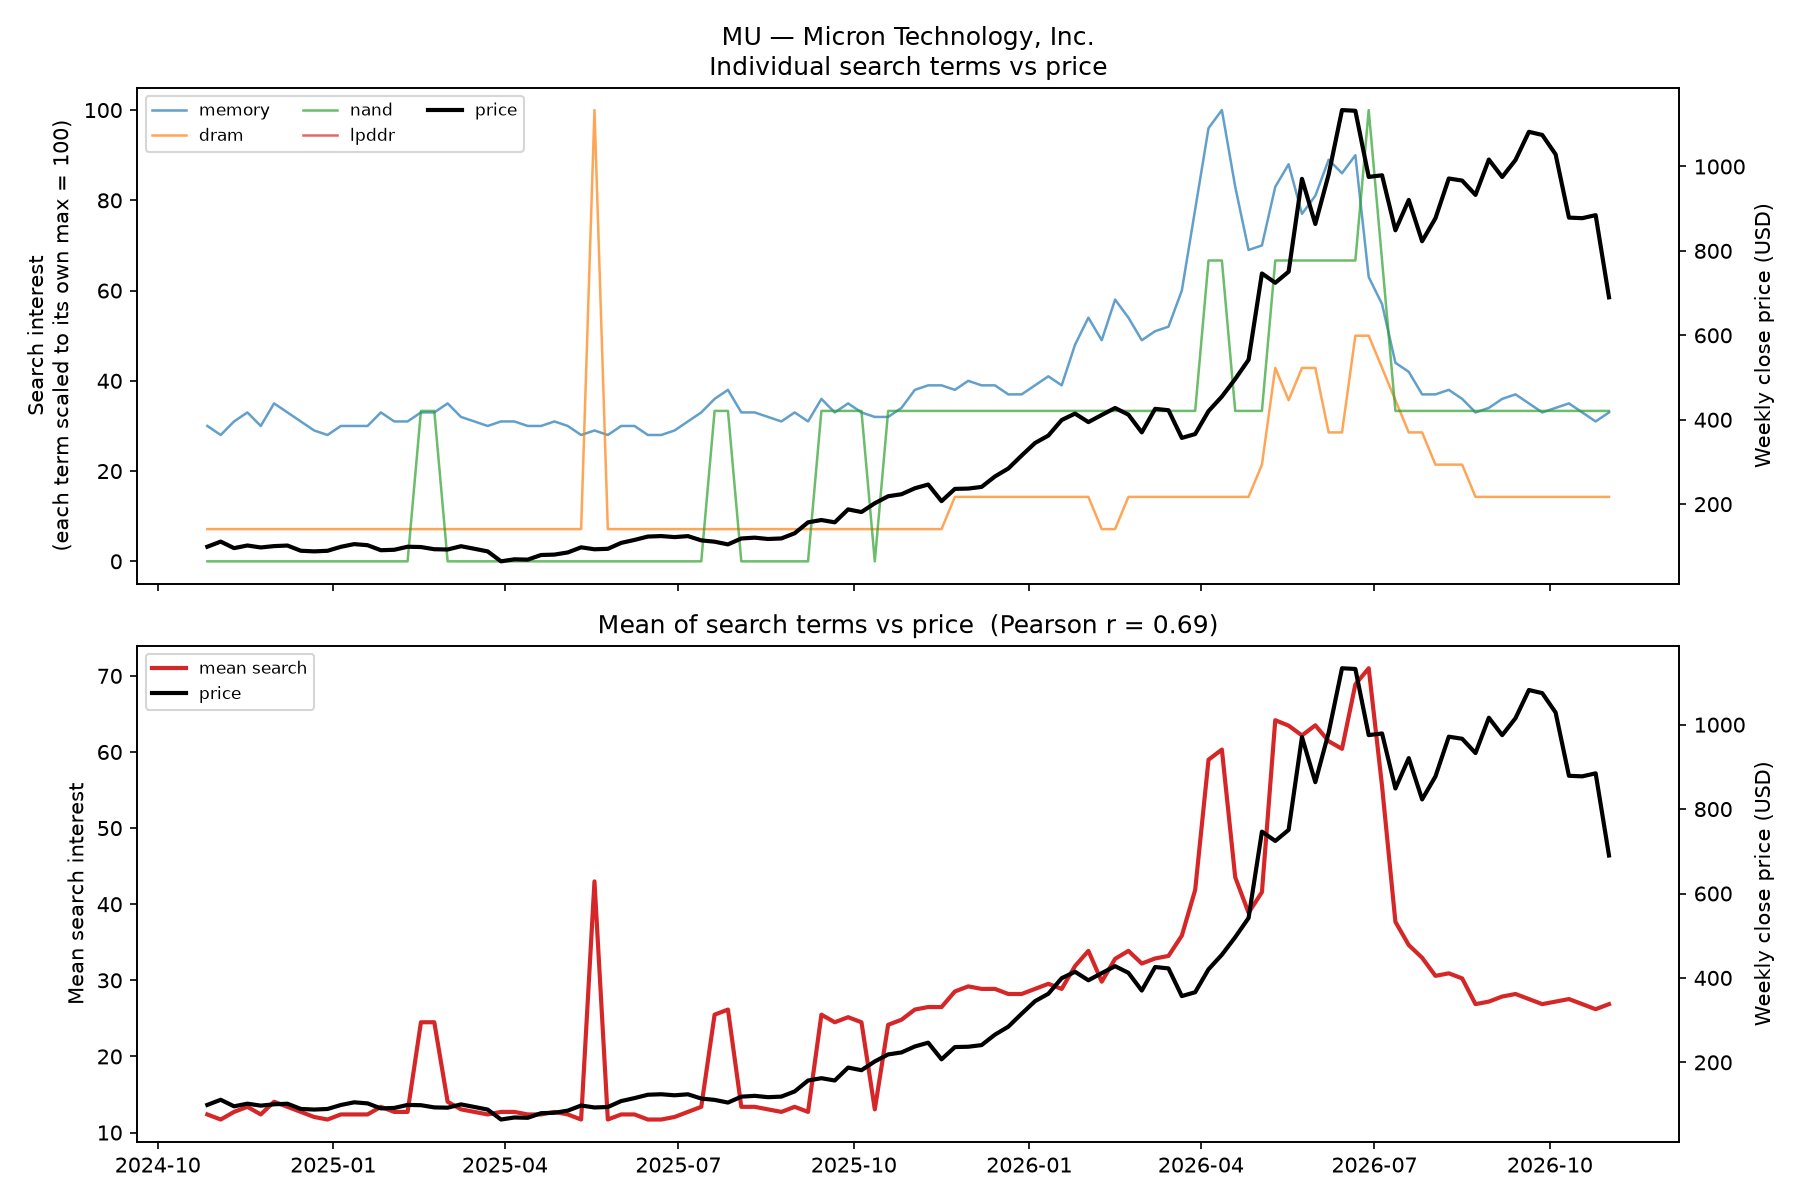 MU — Micron Technology, Inc.
Individual search terms vs price
memory
dram
nand
lpddr
price
Search interest
(each term scaled to its own max = 100)
100
80
60
40
20
0
Weekly close price (USD)
1000
800
600
400
200
Mean of search terms vs price (Pearson r = 0.69)
mean search
price
Mean search interest
70
60
50
40
30
20
10
Weekly close price (USD)
1000
800
600
400
200
2024-10
2025-01
2025-04
2025-07
2025-10
2026-01
2026-04
2026-07
2026-10